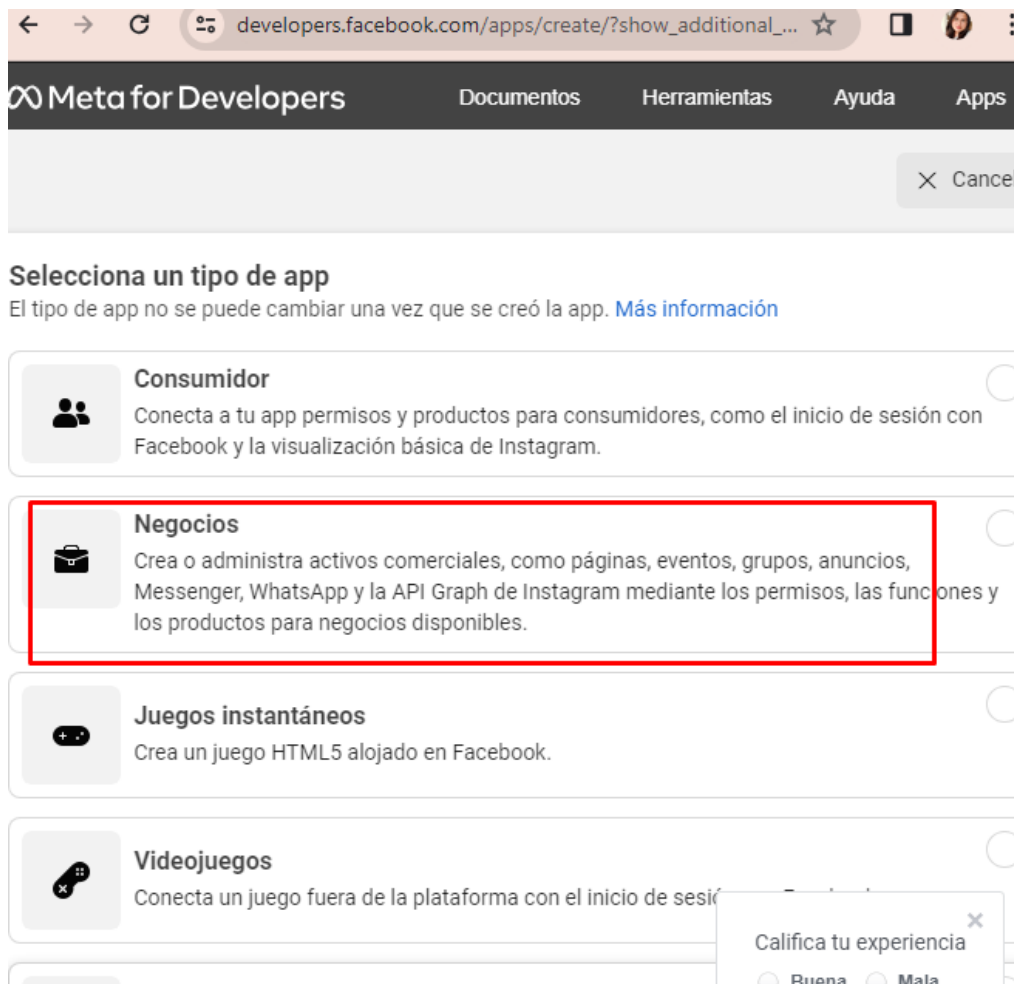 developers.facebook.com/apps/create/?show_additional_...
Meta for Developers Documentos Herramientas Ayuda Apps
Selecciona un tipo de app
El tipo de app no se puede cambiar una vez que se creó la app. Más información
Consumidor
Conecta a tu app permisos y productos para consumidores, como el inicio de sesión con
Facebook y la visualización básica de Instagram.
Negocios
Crea o administra activos comerciales, como páginas, eventos, grupos, anuncios,
Messenger, WhatsApp y la API Graph de Instagram mediante los permisos, las funciones y
los productos para negocios disponibles.
Juegos instantáneos
Crea un juego HTML5 alojado en Facebook.
Videojuegos
Conecta un juego fuera de la plataforma con el inicio de
Califica tu experiencia
Buena Mala